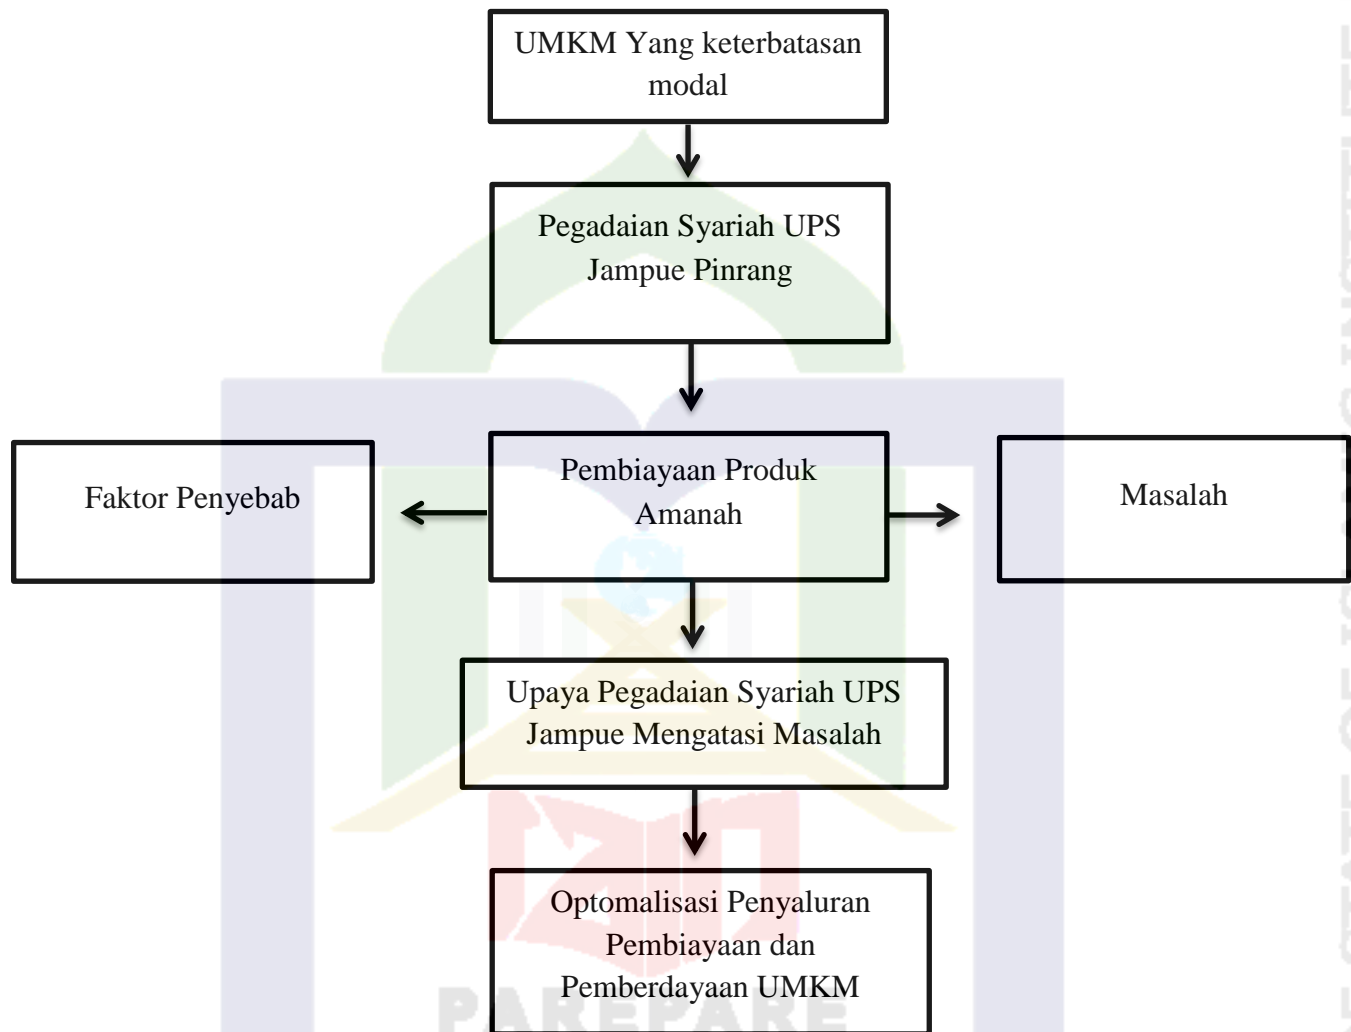 UMKM Yang keterbatasan
modal
Pegadaian Syariah UPS
Jampue Pinrang
Faktor Penyebab
Pembiayaan Produk
Amanah
Masalah
Upaya Pegadaian Syariah UPS
Jampue Mengatasi Masalah
Optomalisasi Penyaluran
Pembiayaan dan
Pemberdayaan UMKM
PAREPARE